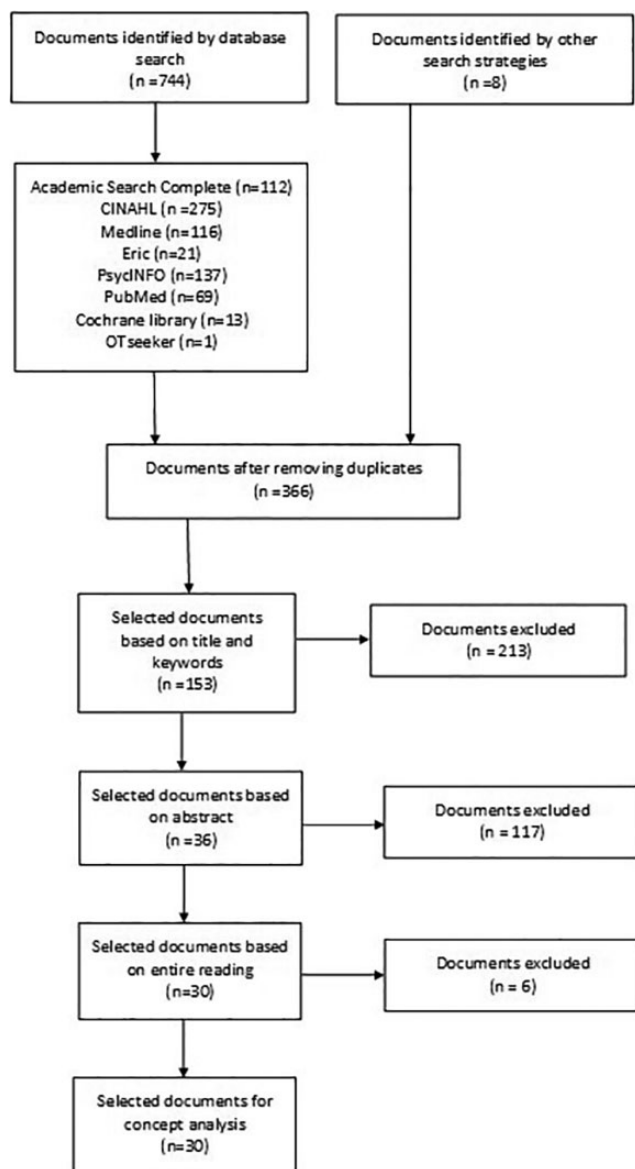 Documents identified by database
search
(n =744)
Documents identified by other
search strategies
(n =8)
Academic Search Complete (n=112)
CINAHL (n =275)
Medline (n=116)
Eric (n=21)
PsycINFO (n=137)
PubMed (n=69)
Cochrane library (n=13)
OTseeker (n=1)
Documents after removing duplicates
(n =366)
Selected documents
based on title and
keywords
(n =153)
Documents excluded
(n = 213)
Selected documents based
on abstract
(n =36)
Documents excluded
(n = 117)
Selected documents based
on entire reading
(n=30)
Documents excluded
(n = 6)
Selected documents for
concept analysis
(n=30)